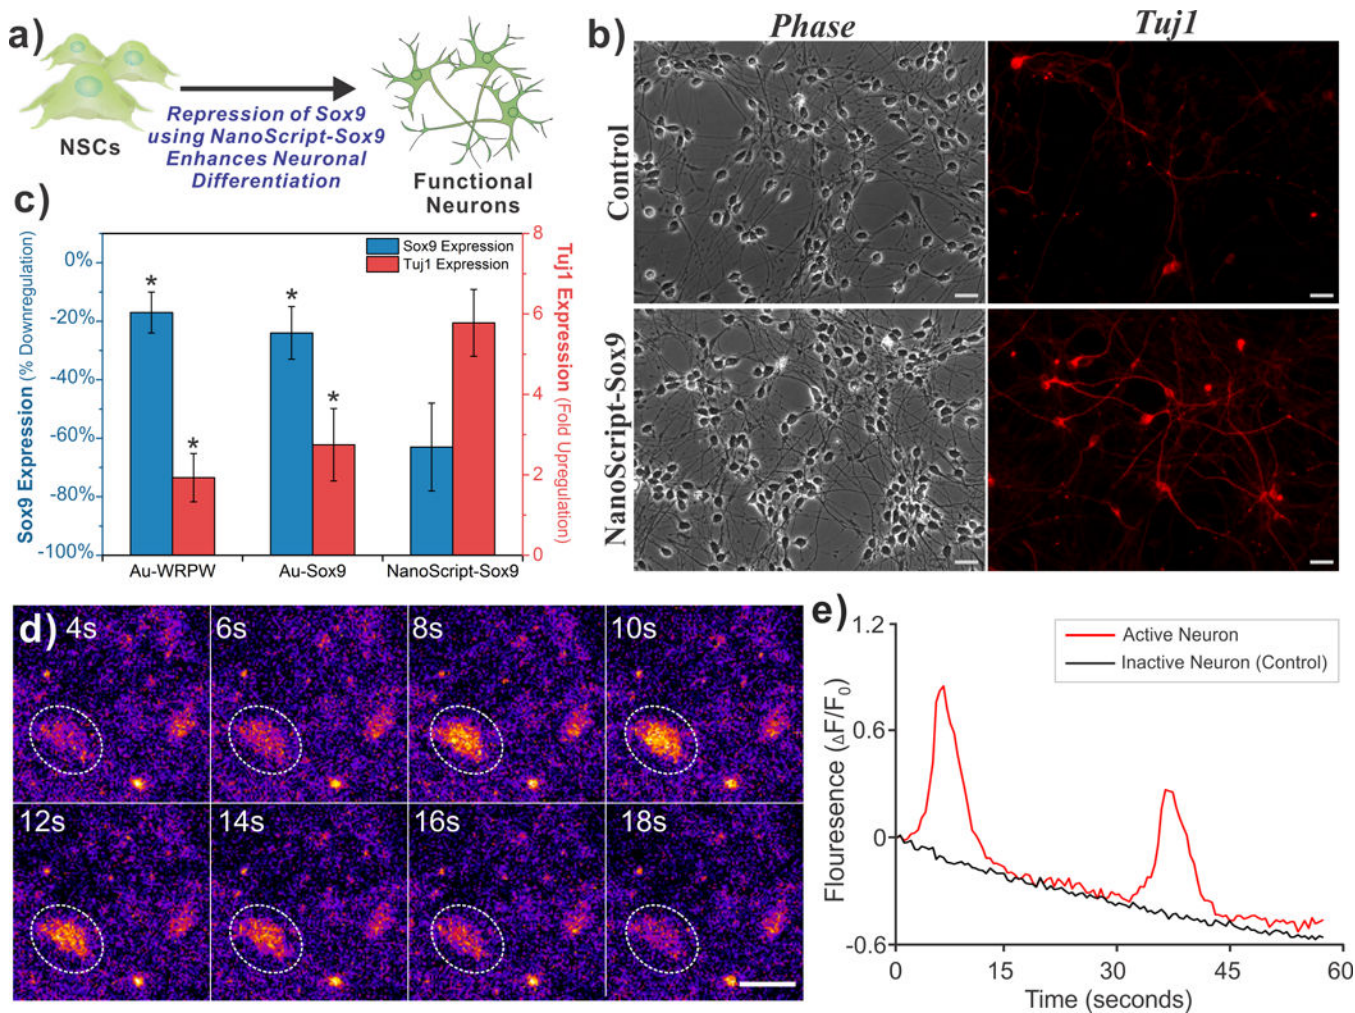 a)
NSCs
Repression of Sox9
using NanoScript-Sox9
Enhances Neuronal
Differentiation
Functional
Neurons
b)
Phase
Tuj1
Control
NanoScript-Sox9
c)
Sox9 Expression (% Downregulation)
0%
-20%
-40%
-60%
-80%
-100%
Sox9 Expression
Tuj1 Expression
*
*
*
*
Au-WRPW
Au-Sox9
NanoScript-Sox9
8
6
4
2
0
Tuj1 Expression (Fold Upregulation)
d)
4s
6s
8s
10s
12s
14s
16s
18s
e)
Flouresence (ΔF/F0)
1.2
0.6
0
-0.6
Active Neuron
Inactive Neuron (Control)
0
15
30
45
60
Time (seconds)